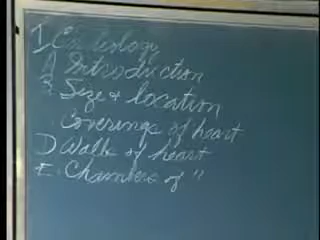 I Cardiology
A Introduction
B. Size & location
Coverings of heart
D Walls of heart
E. Chambers of "